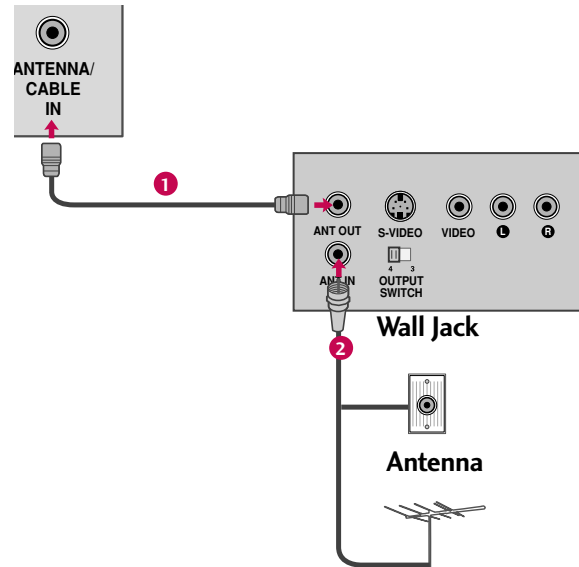 ANTENNA/
CABLE
IN
1
ANT OUT
S-VIDEO
VIDEO
L
R
ANT IN
4 3
OUTPUT
SWITCH
Wall Jack
2
Antenna